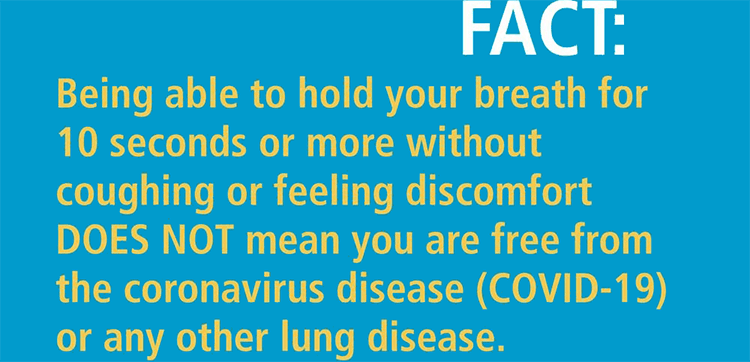 FACT:
Being able to hold your breath for
10 seconds or more without
coughing or feeling discomfort
DOES NOT mean you are free from
the coronavirus disease (COVID-19)
or any other lung disease.